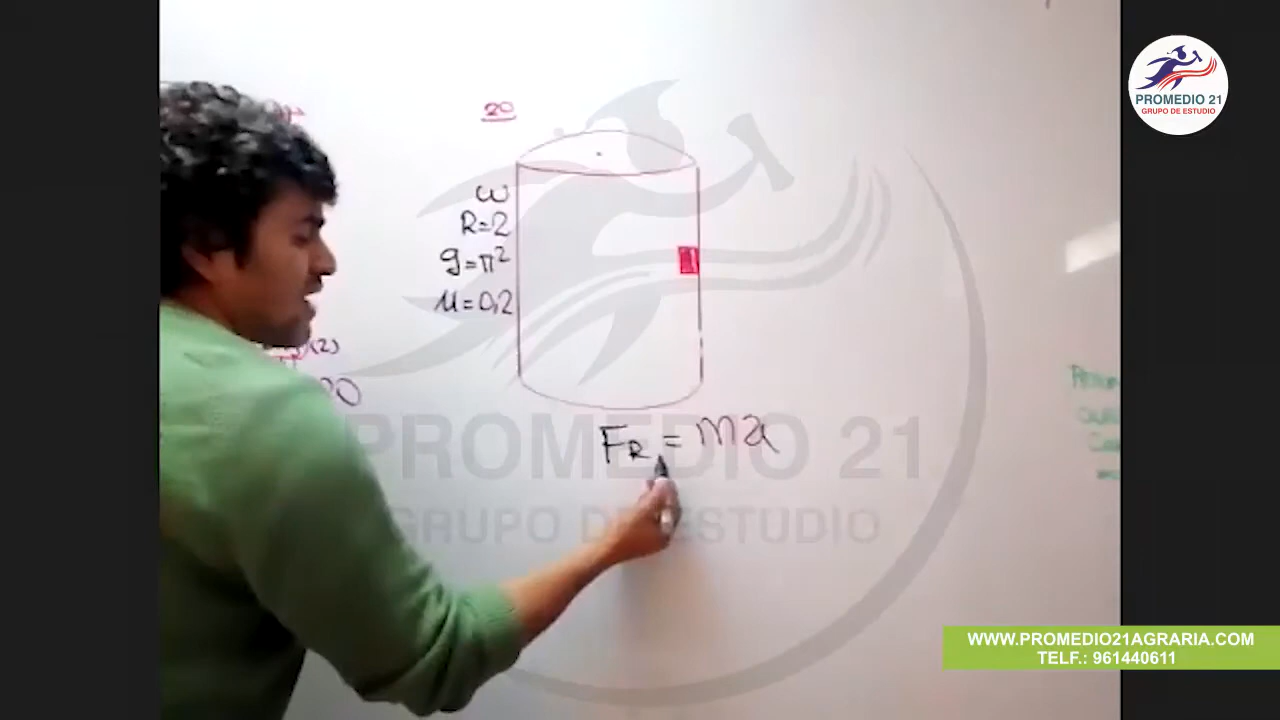 20
ω
R=2
g=π²
μ=0,2
F_R = ma
PROMEDIO 21
GRUPO DE ESTUDIO
PROMEDIO 21
GRUPO DE ESTUDIO
WWW.PROMEDIO21AGRARIA.COM
TELF.: 961440611